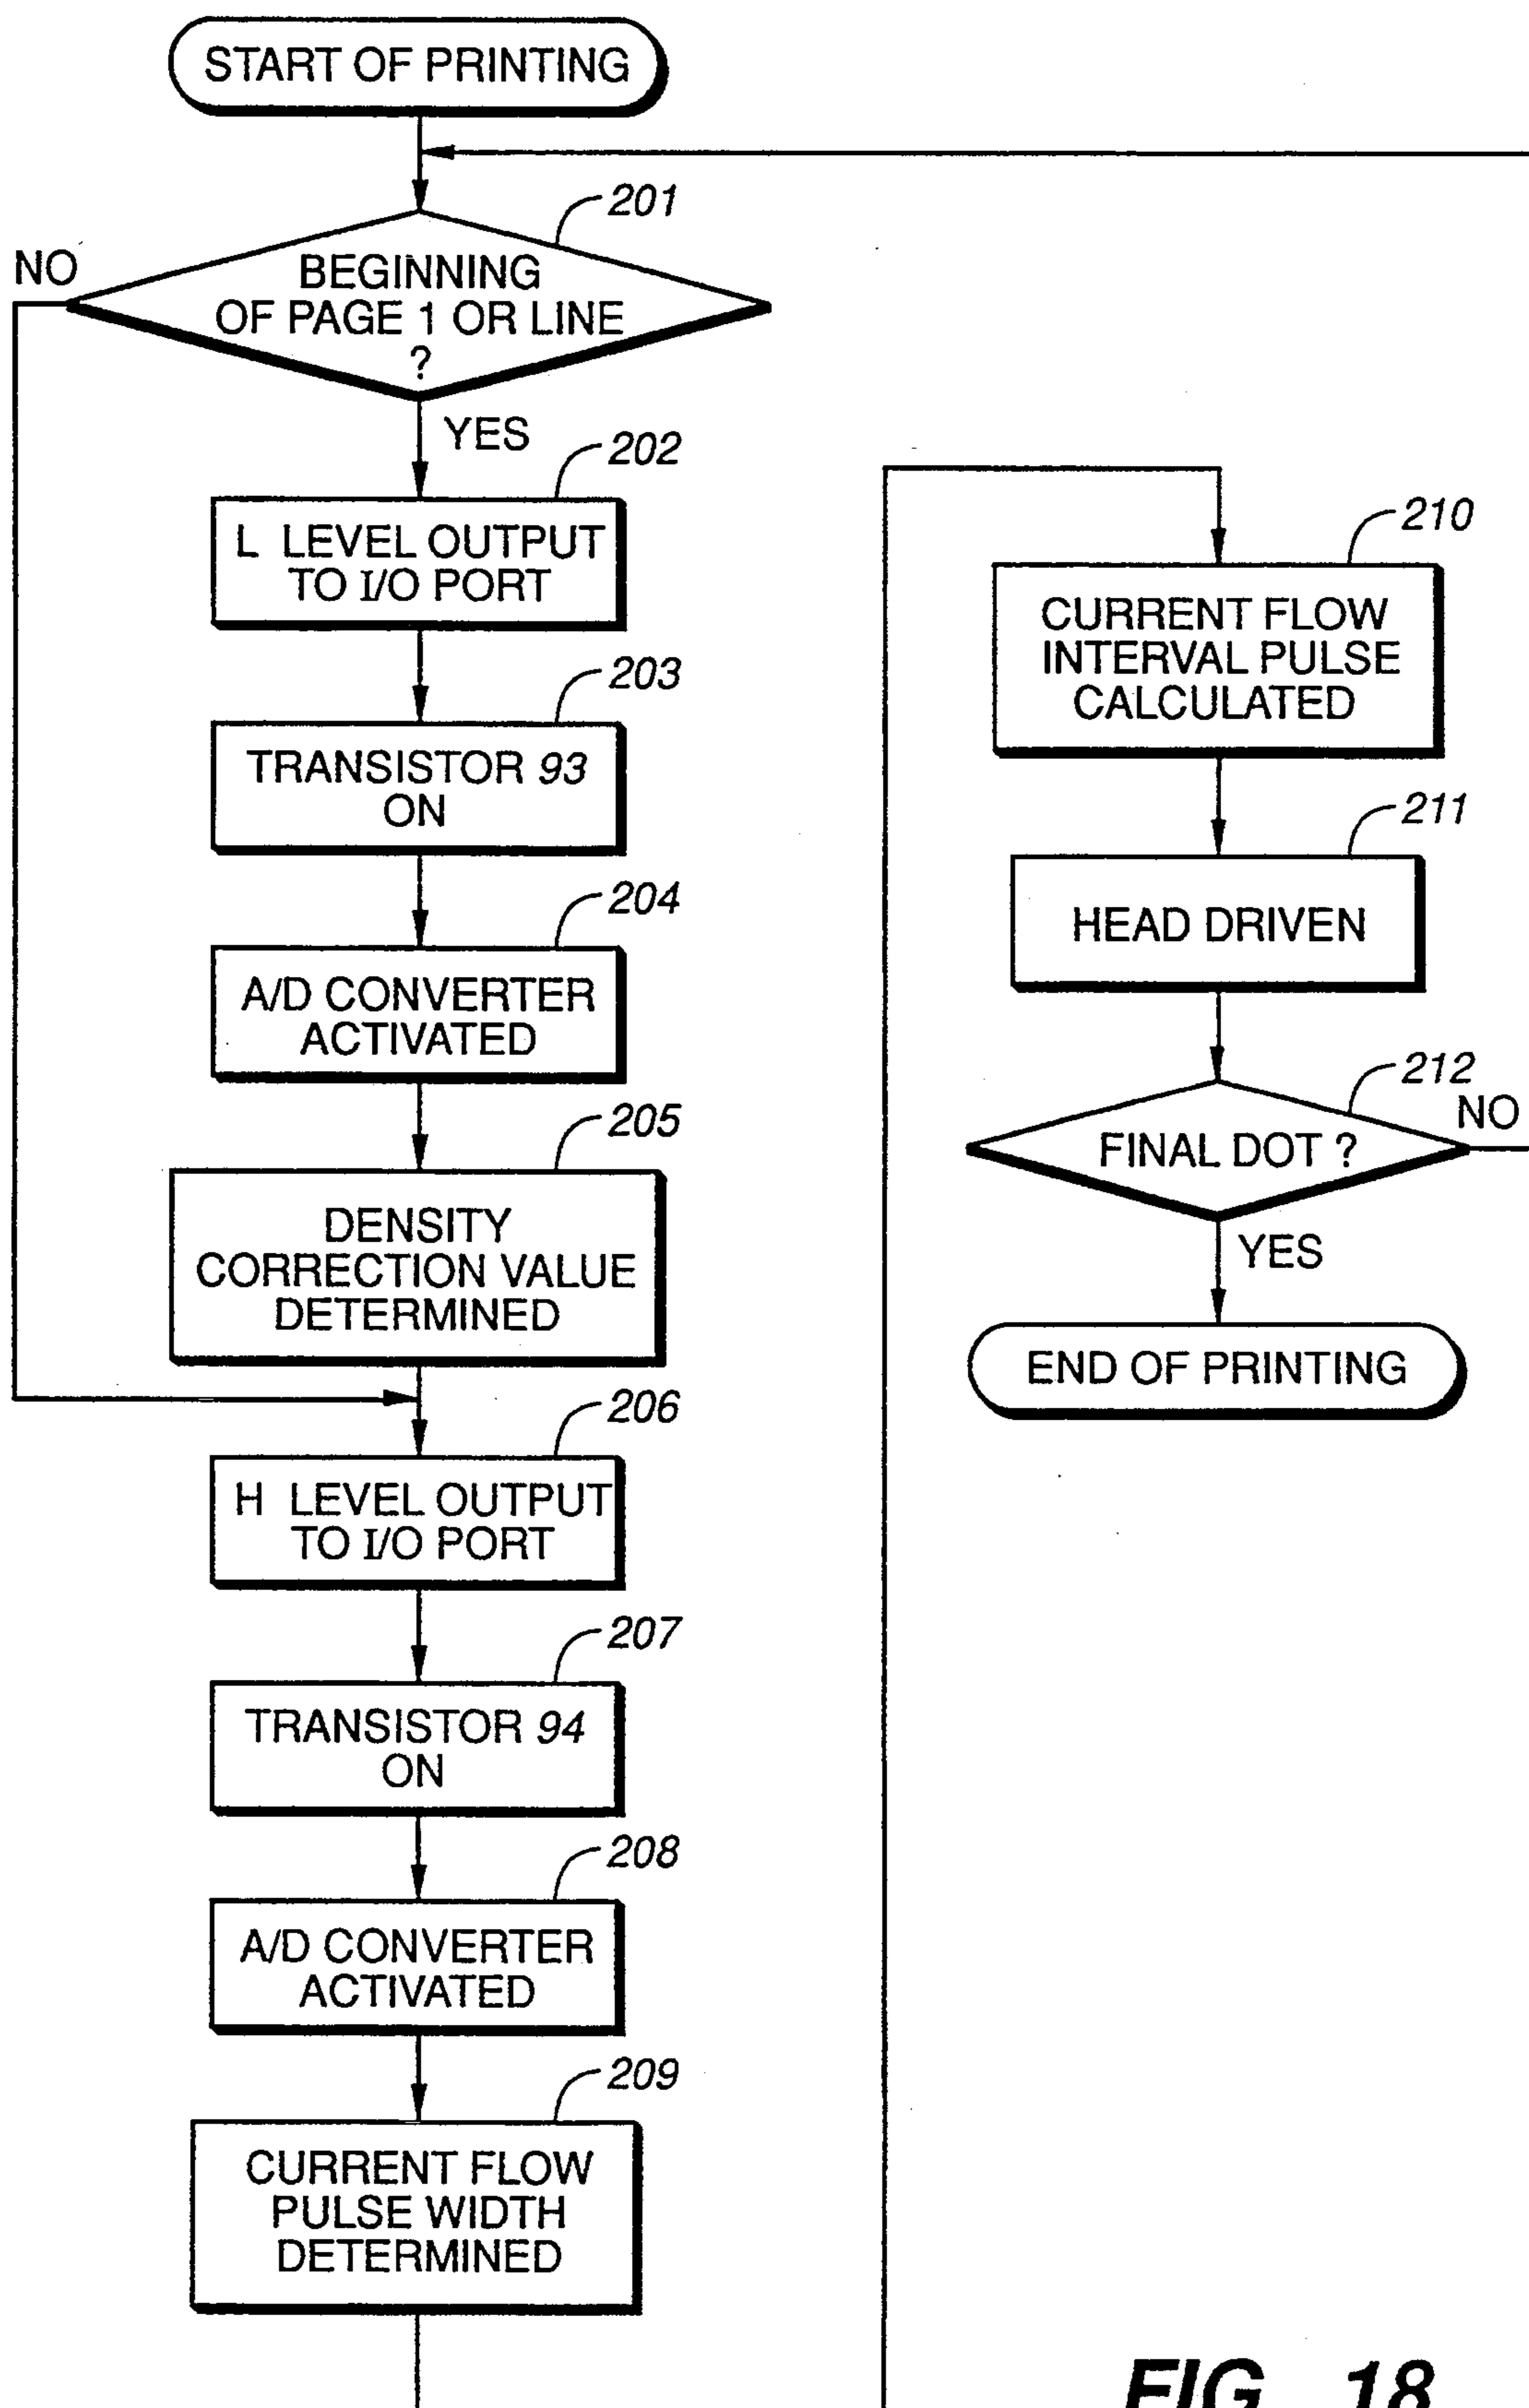 START OF PRINTING
201
NO
BEGINNING
OF PAGE 1 OR LINE
?
YES
202
L LEVEL OUTPUT
TO I/O PORT
203
TRANSISTOR 93
ON
204
A/D CONVERTER
ACTIVATED
205
DENSITY
CORRECTION VALUE
DETERMINED
206
H LEVEL OUTPUT
TO I/O PORT
207
TRANSISTOR 94
ON
208
A/D CONVERTER
ACTIVATED
209
CURRENT FLOW
PULSE WIDTH
DETERMINED
210
CURRENT FLOW
INTERVAL PULSE
CALCULATED
211
HEAD DRIVEN
212
NO
FINAL DOT ?
YES
END OF PRINTING
FIG. 18